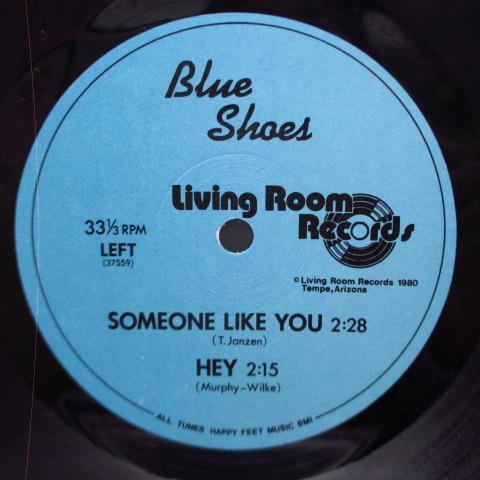 Blue
Shoes
Living Room
Records
33⅓ RPM
LEFT
(37559)
© Living Room Records 1980
Tempe, Arizona
SOMEONE LIKE YOU 2:28
(T. Janzen)
HEY 2:15
(Murphy-Wilke)
ALL TUNES HAPPY FEET MUSIC BMI